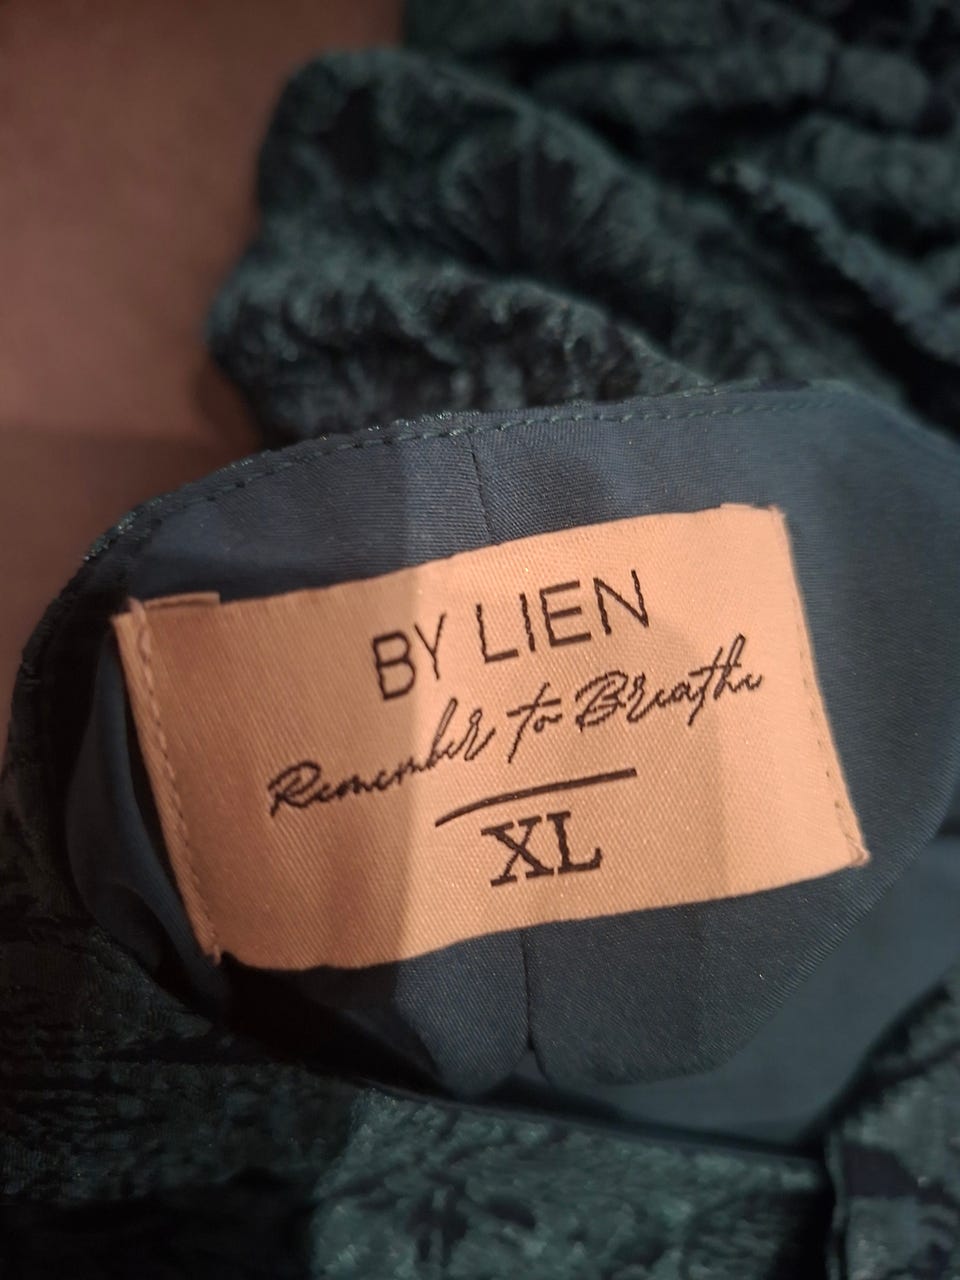 BY LIEN
Remember to Breathe
XL